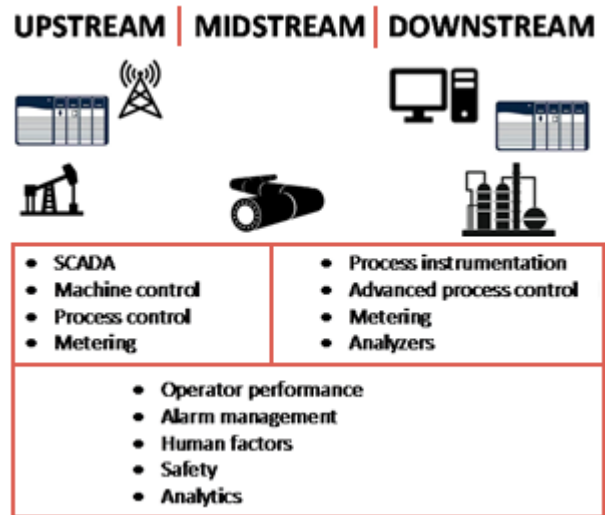 UPSTREAM | MIDSTREAM | DOWNSTREAM
• SCADA
• Machine control
• Process control
• Metering
• Process instrumentation
• Advanced process control
• Metering
• Analyzers
• Operator performance
• Alarm management
• Human factors
• Safety
• Analytics